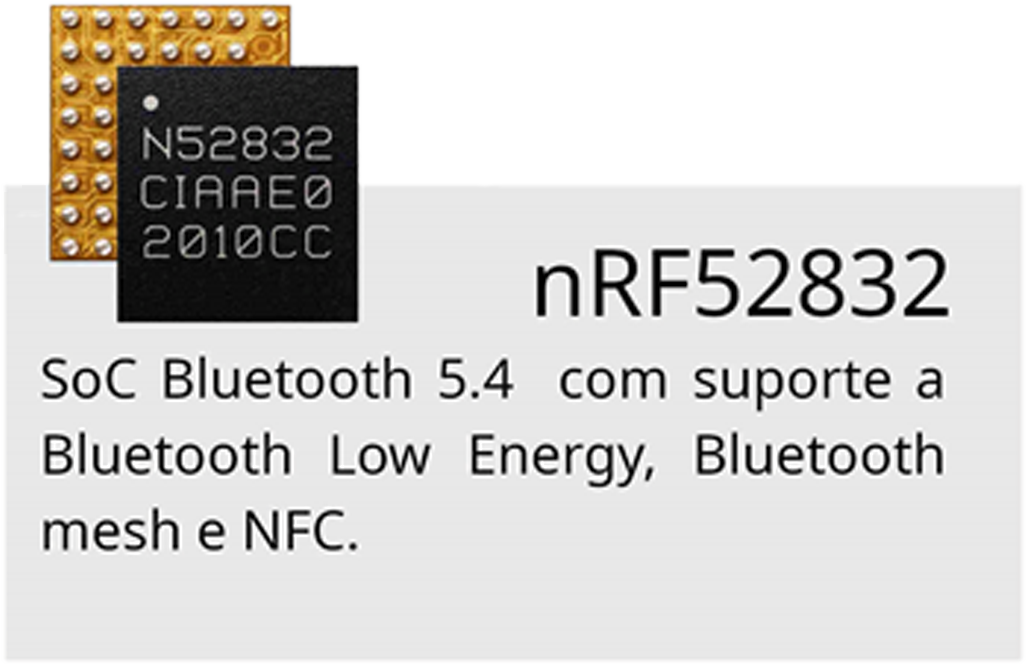 N52832
CIAAE0
2010CC
nRF52832
SoC Bluetooth 5.4 com suporte a
Bluetooth Low Energy, Bluetooth
mesh e NFC.